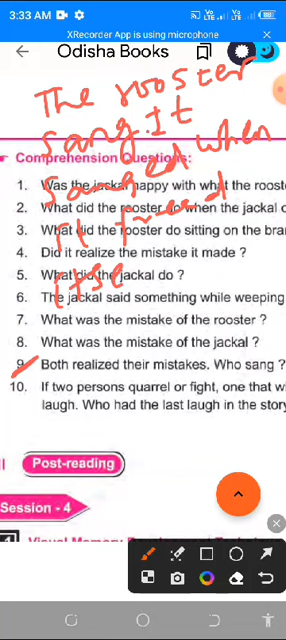 3:33 AM
XRecorder App is using microphone
Odisha Books
The rooster
sang. It
sanged when
it freed
itse
Comprehension Questions:
1. Was the jackal happy with what the roost
2. What did the rooster do when the jackal o
3. What did the rooster do sitting on the bra
4. Did it realize the mistake it made ?
5. What did the jackal do ?
6. The jackal said something while weeping
7. What was the mistake of the rooster ?
8. What was the mistake of the jackal ?
9. Both realized their mistakes. Who sang ?
10. If two persons quarrel or fight, one that wi
laugh. Who had the last laugh in the story
Post-reading
Session - 4